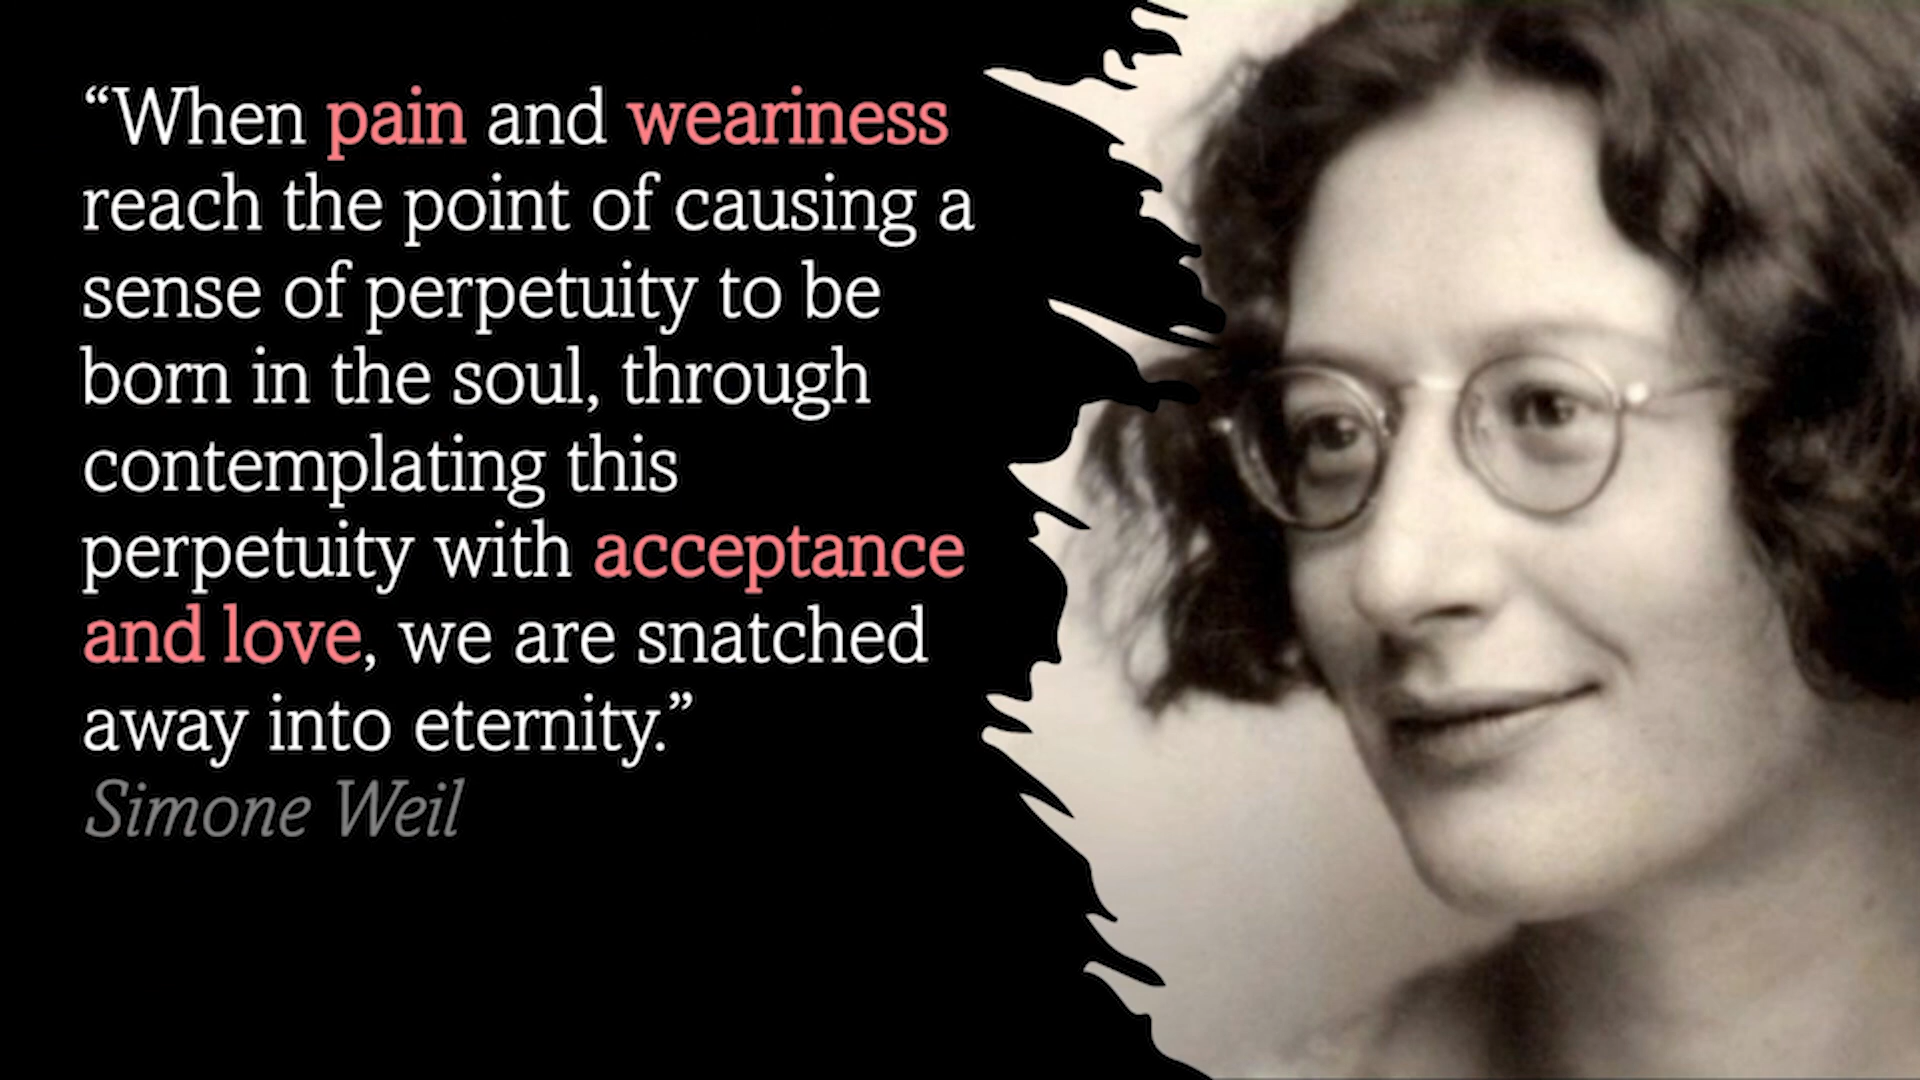 “When pain and weariness
reach the point of causing a
sense of perpetuity to be
born in the soul, through
contemplating this
perpetuity with acceptance
and love, we are snatched
away into eternity.”
Simone Weil